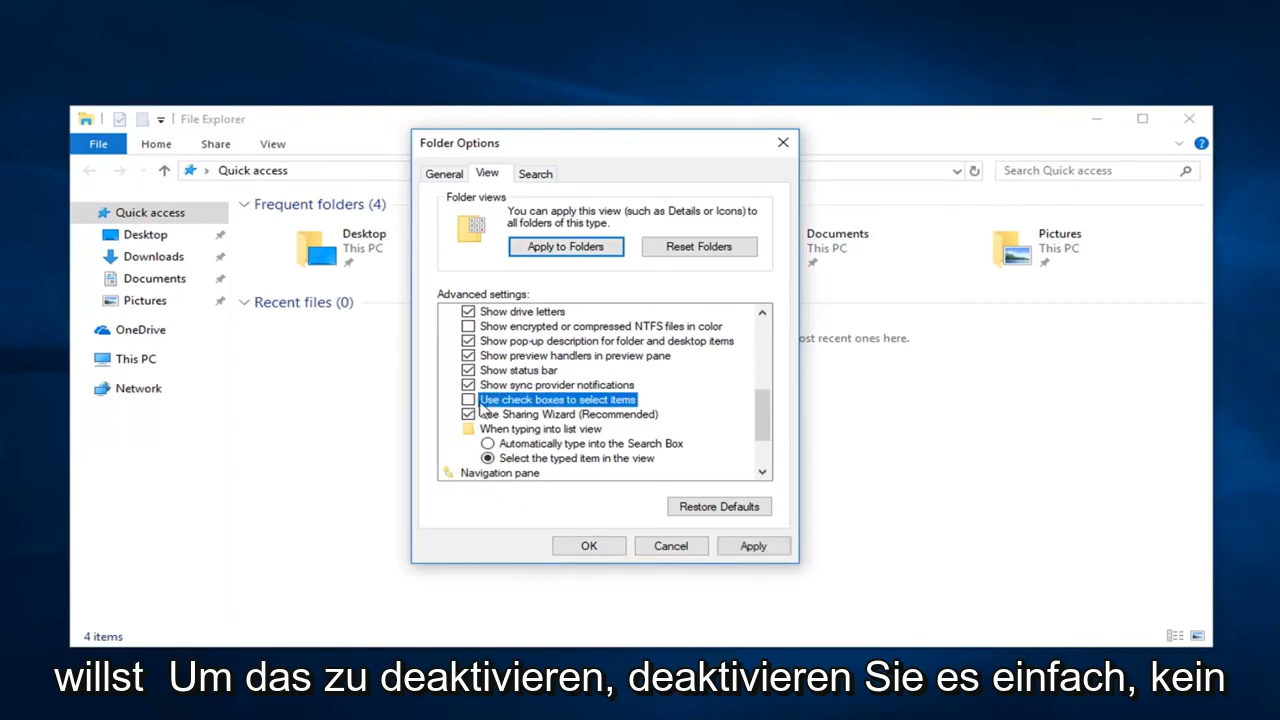 File Explorer
File Home Share View
Quick access
Search Quick access
Quick access
Desktop
Downloads
Documents
Pictures
OneDrive
This PC
Network
Frequent folders (4)
Desktop
This PC
Documents
This PC
Pictures
This PC
Recent files (0)
ost recent ones here.
4 items
Folder Options
General View Search
Folder views
You can apply this view (such as Details or Icons) to
all folders of this type.
Apply to Folders Reset Folders
Advanced settings:
Show drive letters
Show encrypted or compressed NTFS files in color
Show pop-up description for folder and desktop items
Show preview handlers in preview pane
Show status bar
Show sync provider notifications
Use check boxes to select items
Use Sharing Wizard (Recommended)
When typing into list view
Automatically type into the Search Box
Select the typed item in the view
Navigation pane
Restore Defaults
OK Cancel Apply
willst Um das zu deaktivieren, deaktivieren Sie es einfach, kein